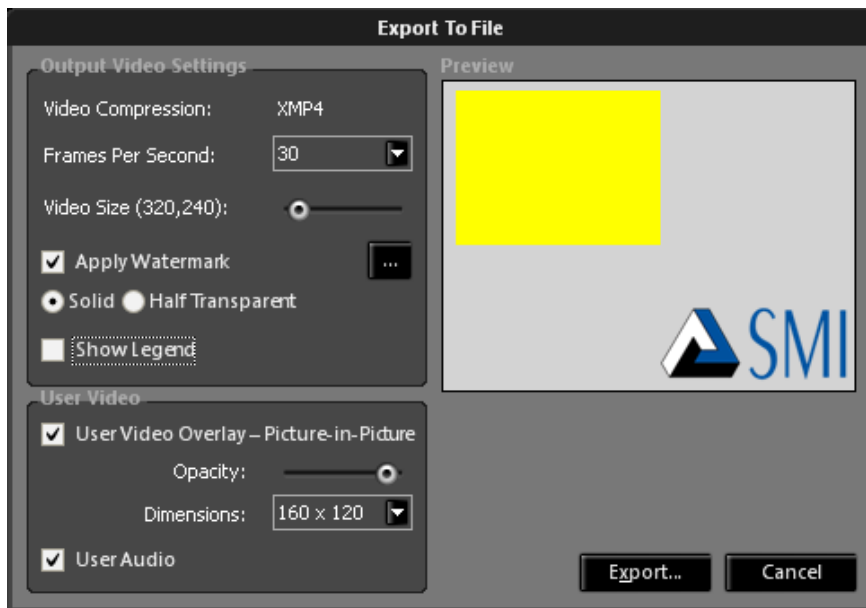 Export To File
Output Video Settings
Video Compression: XMP4
Frames Per Second: 30
Video Size (320,240):
Apply Watermark ...
Solid Half Transparent
Show Legend
User Video
User Video Overlay – Picture-in-Picture
Opacity:
Dimensions: 160 x 120
User Audio
Preview
SMI
Export... Cancel